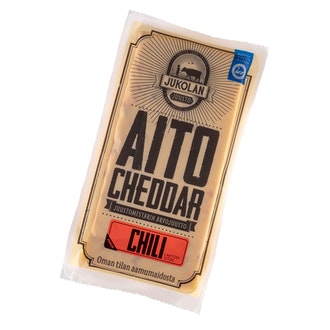 JUKOLAN
JUUSTO
AITO
CHEDDAR
JUUSTOMESTARIN ARVOJUUSTO
CHILI
Oman tilan aamumaidosta